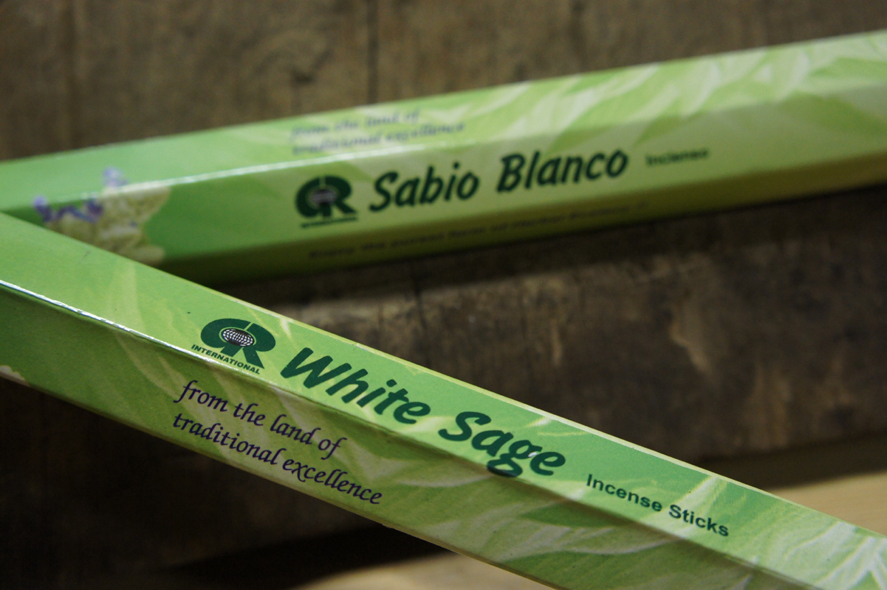 from the land of
traditional excellence
GR
Sabio Blanco
Incienso
GR
INTERNATIONAL
White Sage
Incense Sticks
from the land of
traditional excellence